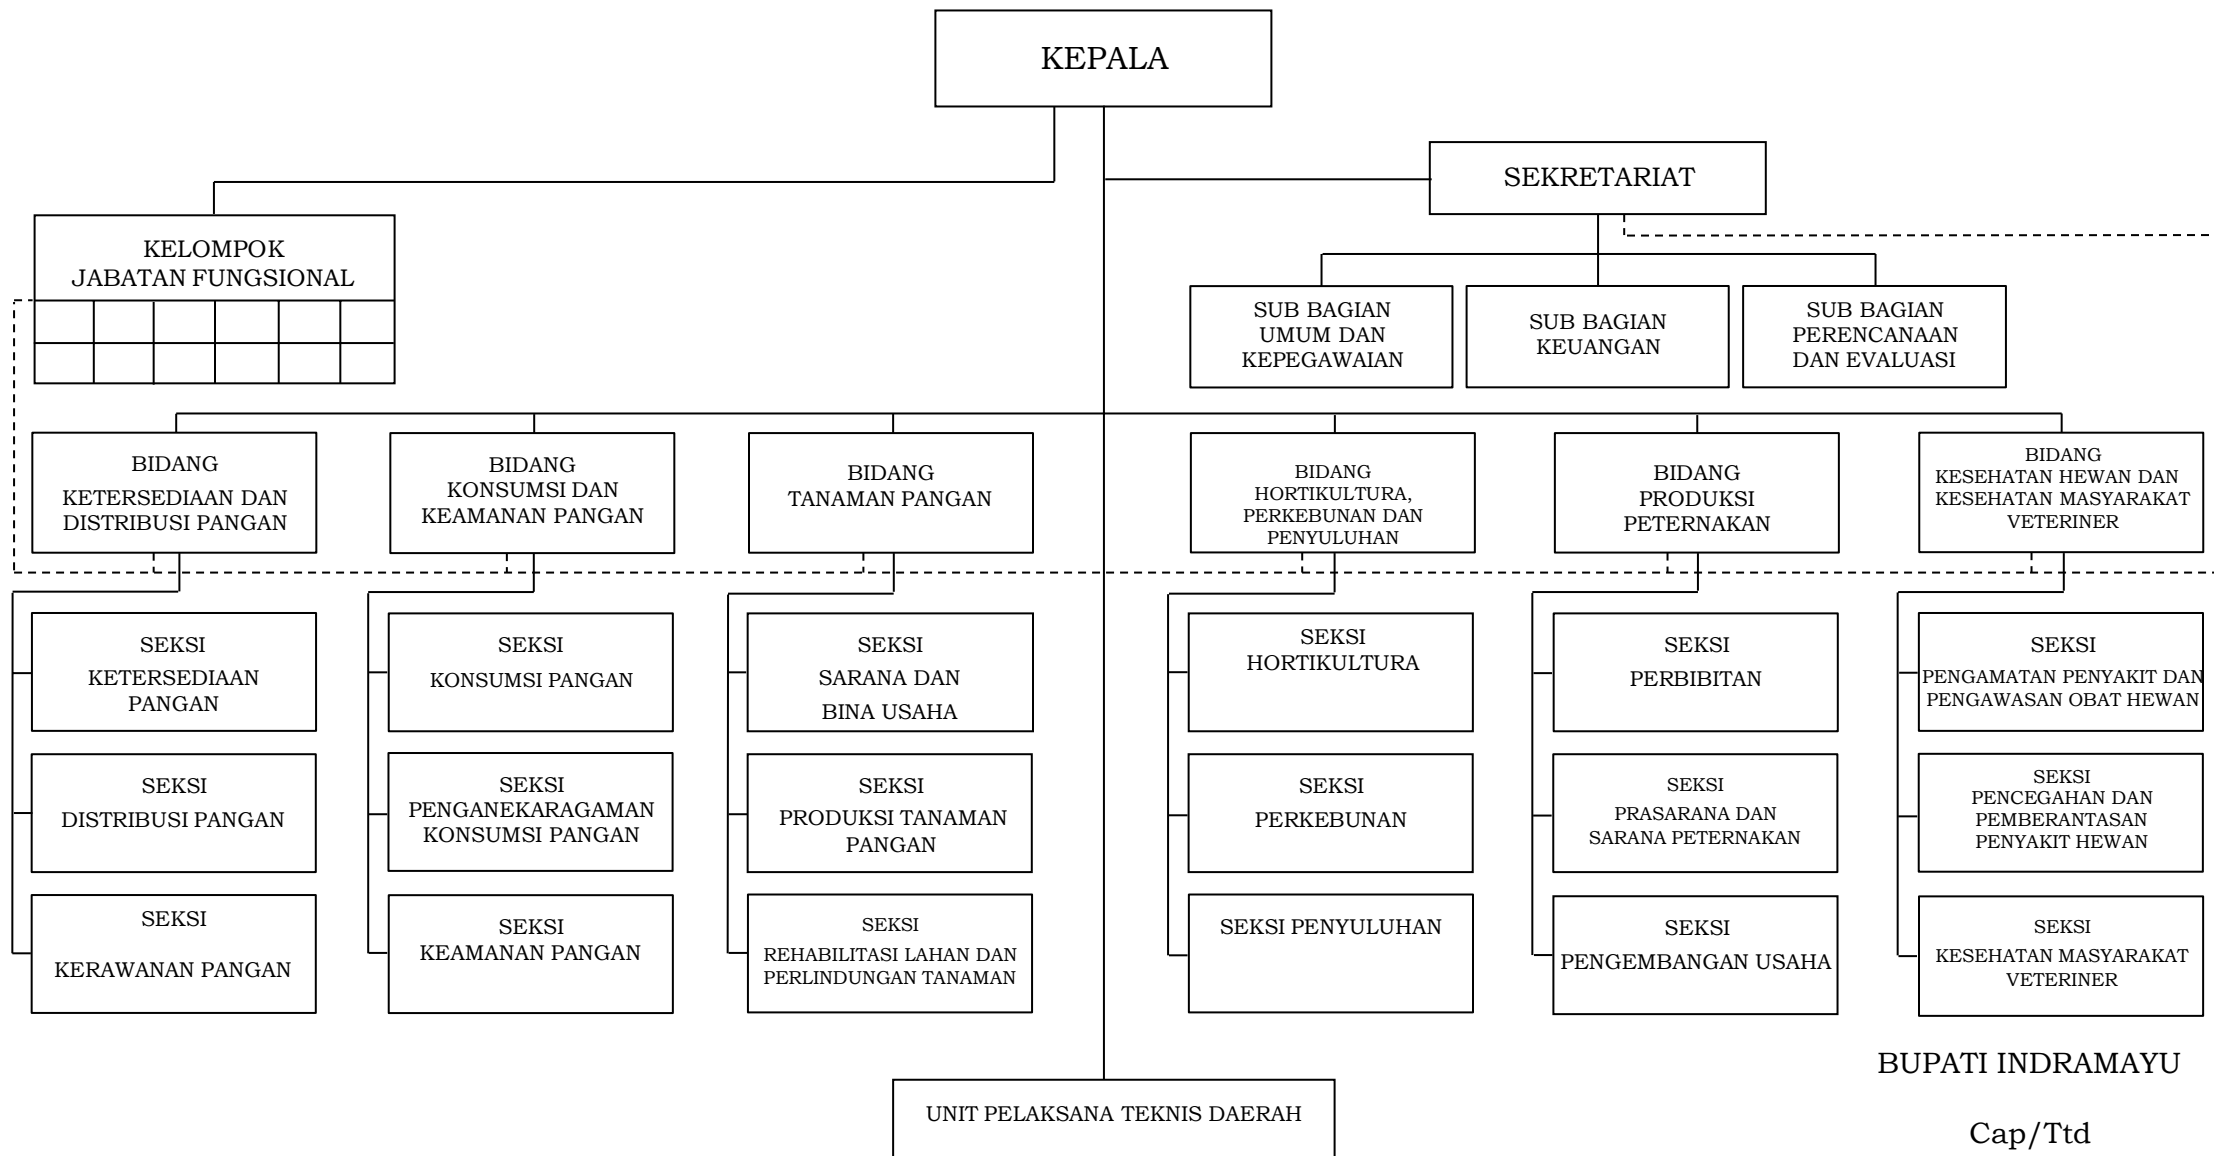 KEPALA
SEKRETARIAT
KELOMPOK
JABATAN FUNGSIONAL
SUB BAGIAN
UMUM DAN
KEPEGAWAIAN
SUB BAGIAN
KEUANGAN
SUB BAGIAN
PERENCANAAN
DAN EVALUASI
BIDANG
KETERSEDIAAN DAN
DISTRIBUSI PANGAN
BIDANG
KONSUMSI DAN
KEAMANAN PANGAN
BIDANG
TANAMAN PANGAN
BIDANG
HORTIKULTURA,
PERKEBUNAN DAN
PENYULUHAN
BIDANG
PRODUKSI
PETERNAKAN
BIDANG
KESEHATAN HEWAN DAN
KESEHATAN MASYARAKAT
VETERINER
SEKSI
KETERSEDIAAN
PANGAN
SEKSI
KONSUMSI PANGAN
SEKSI
SARANA DAN
BINA USAHA
SEKSI
HORTIKULTURA
SEKSI
PERBIBITAN
SEKSI
PENGAMATAN PENYAKIT DAN
PENGAWASAN OBAT HEWAN
SEKSI
DISTRIBUSI PANGAN
SEKSI
PENGANEKARAGAMAN
KONSUMSI PANGAN
SEKSI
PRODUKSI TANAMAN
PANGAN
SEKSI
PERKEBUNAN
SEKSI
PRASARANA DAN
SARANA PETERNAKAN
SEKSI
PENCEGAHAN DAN
PEMBERANTASAN
PENYAKIT HEWAN
SEKSI
KERAWANAN PANGAN
SEKSI
KEAMANAN PANGAN
SEKSI
REHABILITASI LAHAN DAN
PERLINDUNGAN TANAMAN
SEKSI PENYULUHAN
SEKSI
PENGEMBANGAN USAHA
SEKSI
KESEHATAN MASYARAKAT
VETERINER
UNIT PELAKSANA TEKNIS DAERAH
BUPATI INDRAMAYU
Cap/Ttd